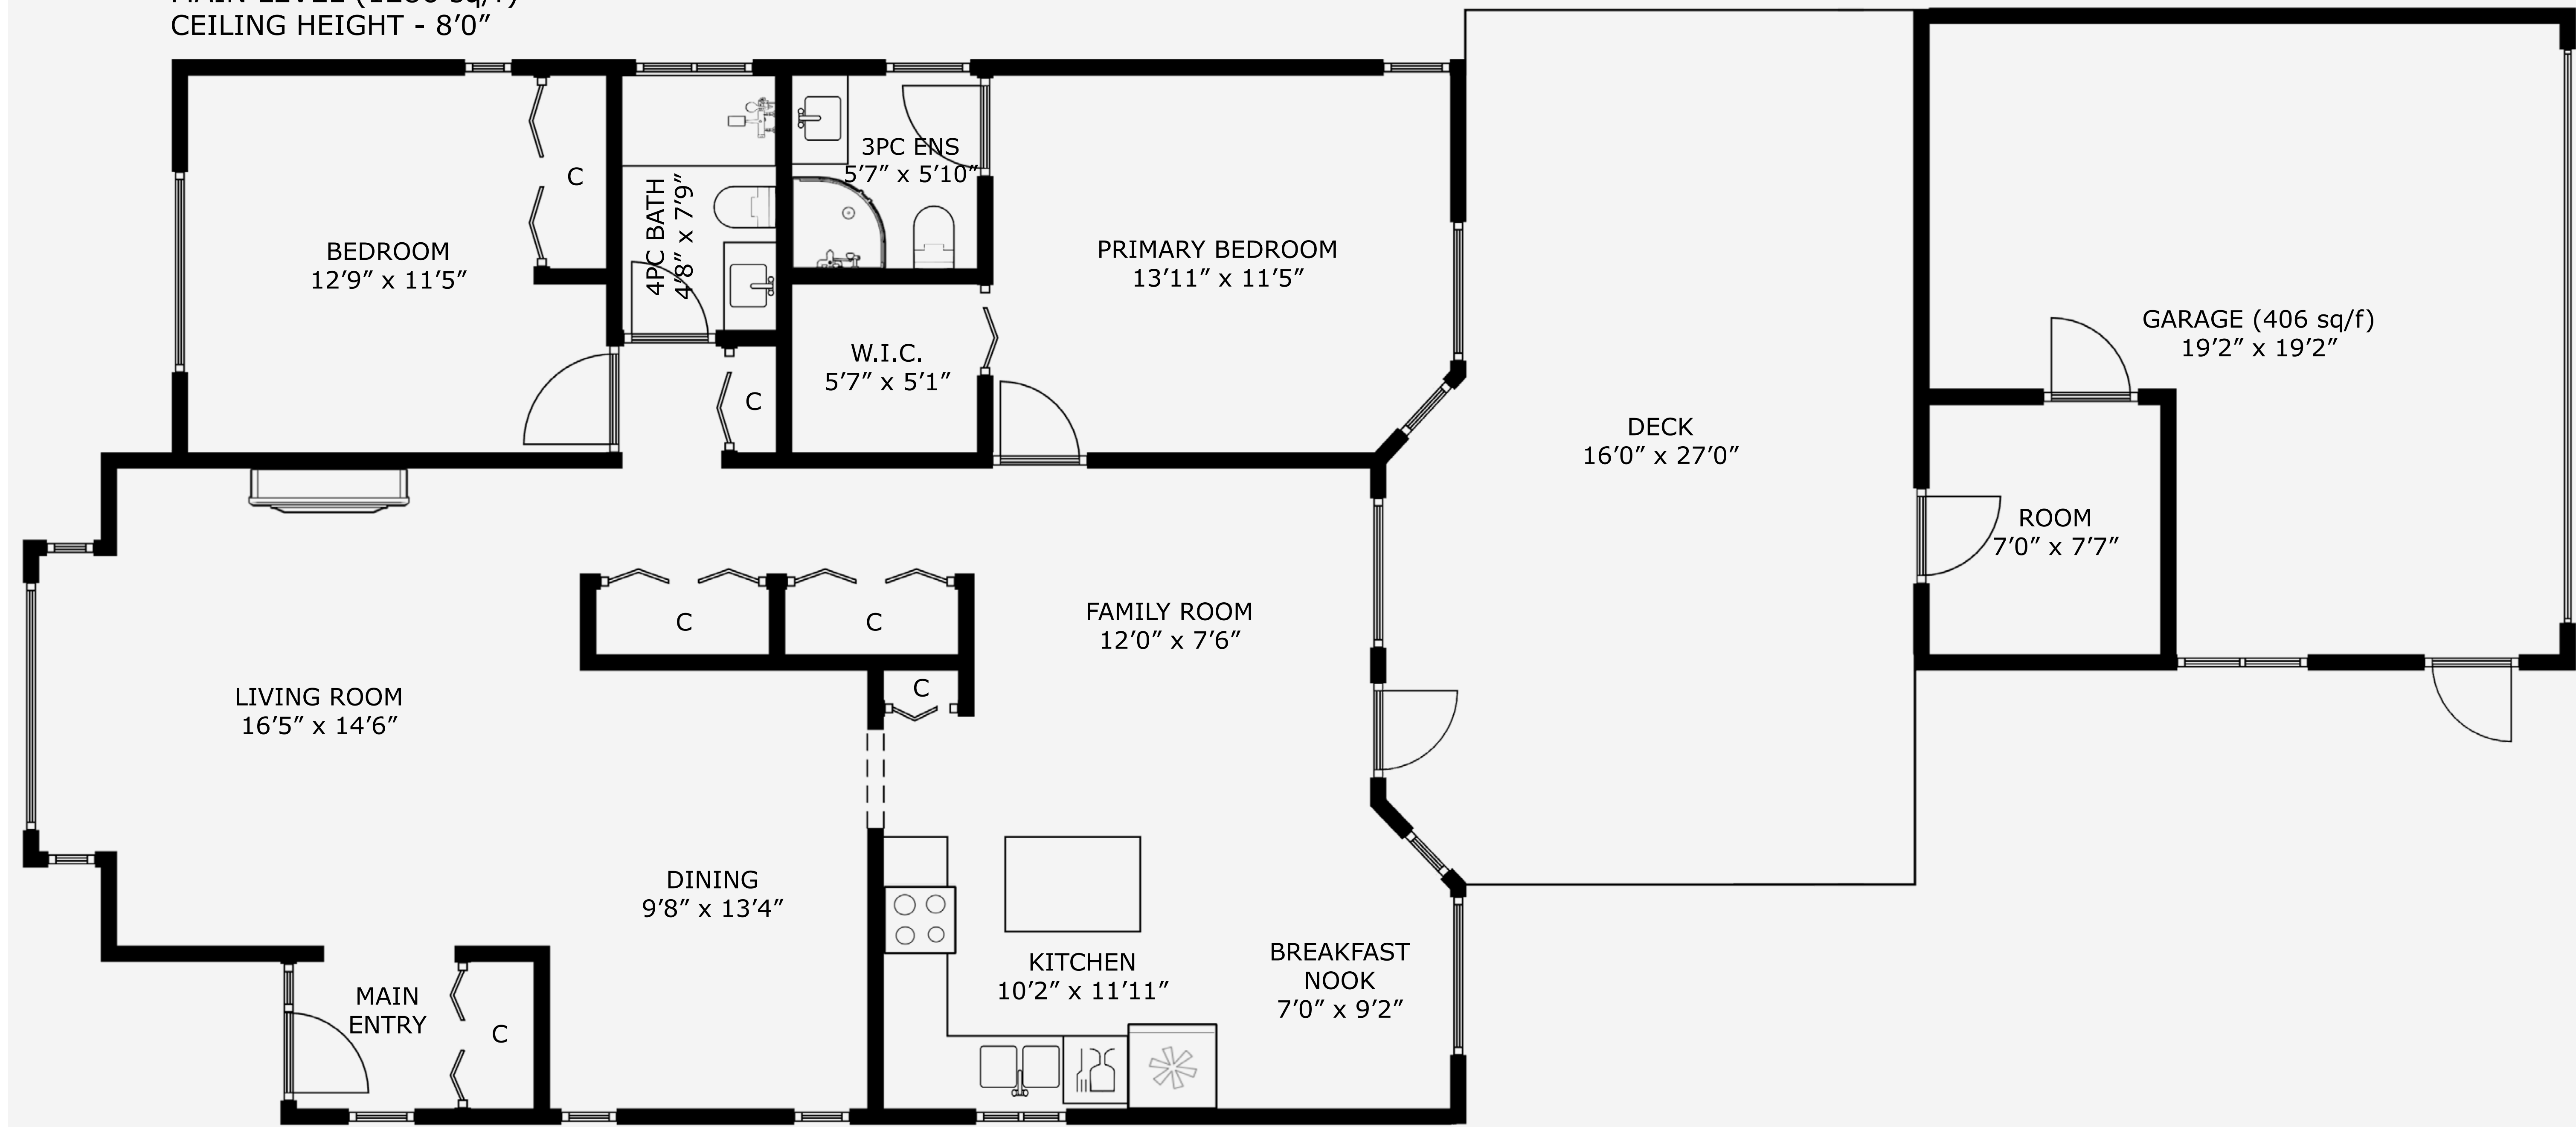 CEILING HEIGHT - 8'0"
BEDROOM
12'9" x 11'5"
C
4PC BATH
4'8" x 7'9"
3PC ENS
5'7" x 5'10"
W.I.C.
5'7" x 5'1"
C
PRIMARY BEDROOM
13'11" x 11'5"
DECK
16'0" x 27'0"
GARAGE (406 sq/f)
19'2" x 19'2"
ROOM
7'0" x 7'7"
C
C
C
FAMILY ROOM
12'0" x 7'6"
LIVING ROOM
16'5" x 14'6"
DINING
9'8" x 13'4"
KITCHEN
10'2" x 11'11"
BREAKFAST
NOOK
7'0" x 9'2"
MAIN
ENTRY
C